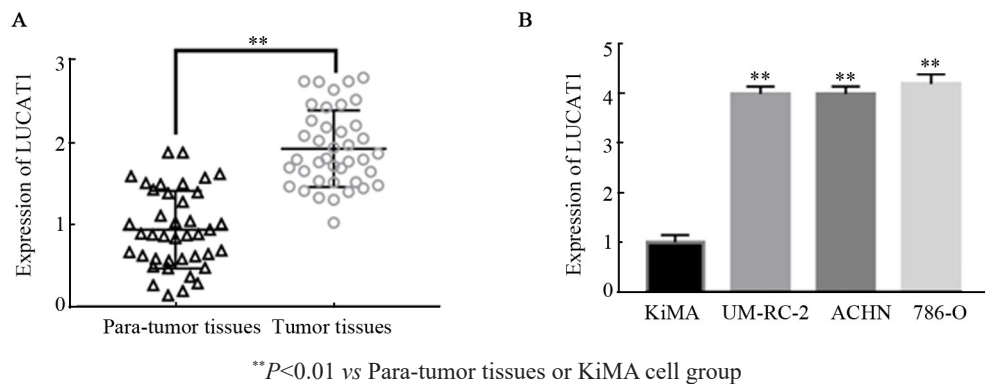 A
Expression of LUCAT1
3
2
1
0
**
Para-tumor tissues Tumor tissues
B
Expression of LUCAT1
5
4
3
2
1
0
** ** **
KiMA UM-RC-2 ACHN 786-O
**P<0.01 vs Para-tumor tissues or KiMA cell group